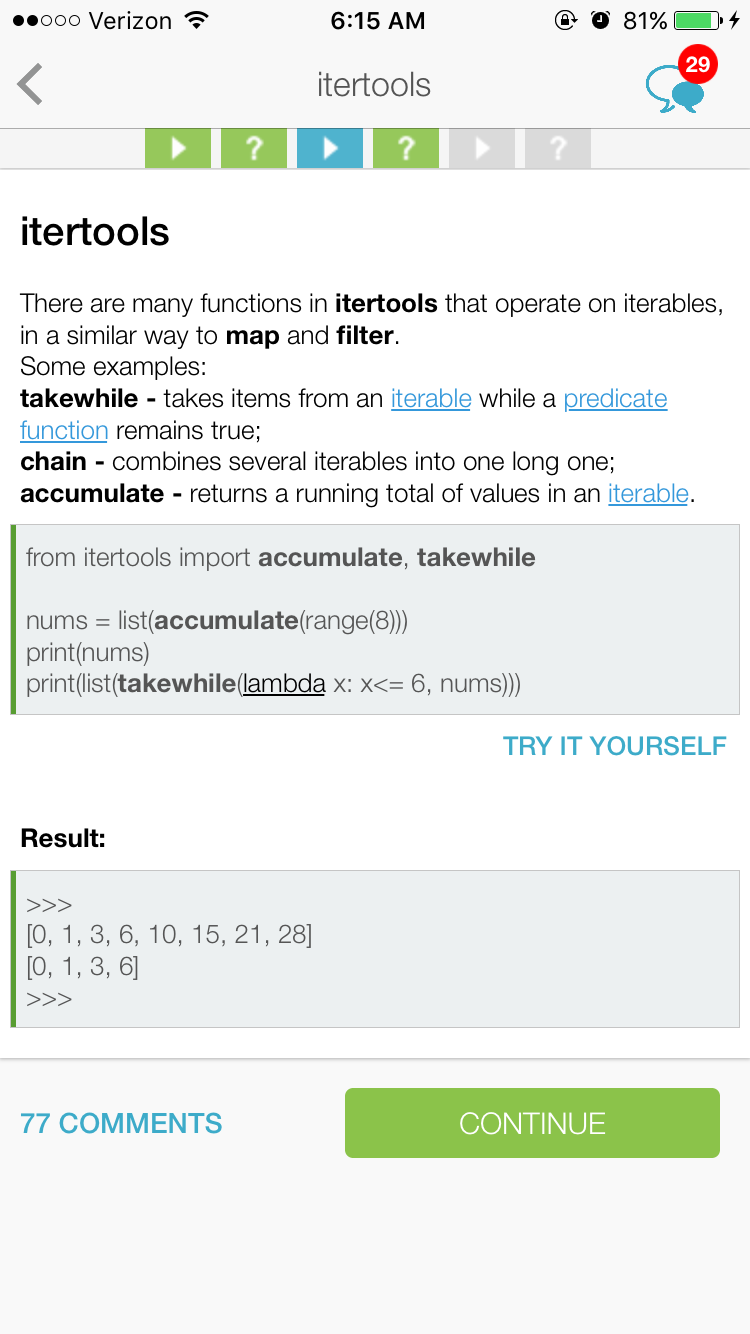 Verizon 6:15 AM 81%
itertools 29
? ?  ?
itertools
There are many functions in itertools that operate on iterables,
in a similar way to map and filter.
Some examples:
takewhile - takes items from an iterable while a predicate
function remains true;
chain - combines several iterables into one long one;
accumulate - returns a running total of values in an iterable.
from itertools import accumulate, takewhile
nums = list(accumulate(range(8)))
print(nums)
print(list(takewhile(lambda x: x<= 6, nums)))
TRY IT YOURSELF
Result:
>>>
[0, 1, 3, 6, 10, 15, 21, 28]
[0, 1, 3, 6]
>>>
77 COMMENTS CONTINUE